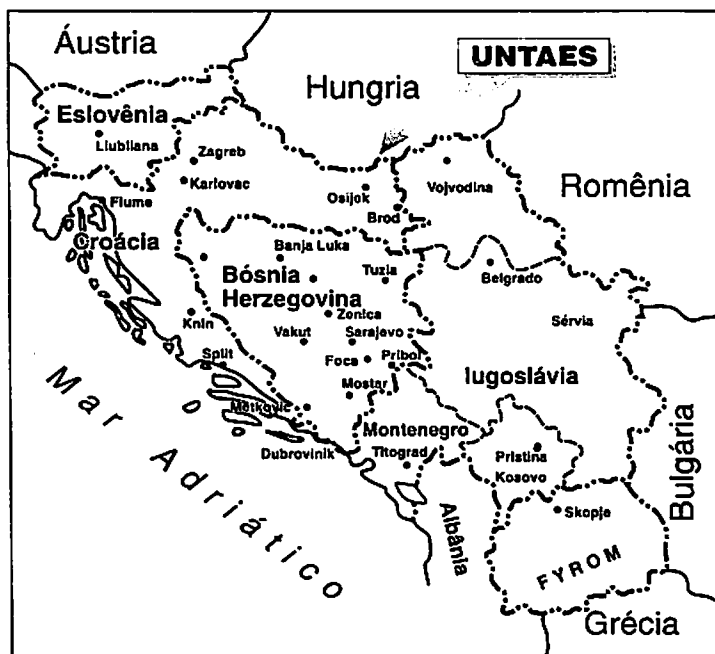 Áustria
UNTAES
Hungria
Eslovênia
Liubliana
Zagreb
Karlovac
Osijok
Vojvodina
Romênia
Fiume
Brod
Croácia
Banja Luka
Bósnia
Herzegovina
Tuzla
Belgrado
Zenica
Sérvia
Knin
Vakut
Sarajevo
Split
Foca
Pribol
Iugoslávia
Mostar
Metkovic
Montenegro
Dubrovinik
Titograd
Pristina
Kosovo
Bulgária
Mar Adriático
Albânia
Skopje
FYROM
Grécia